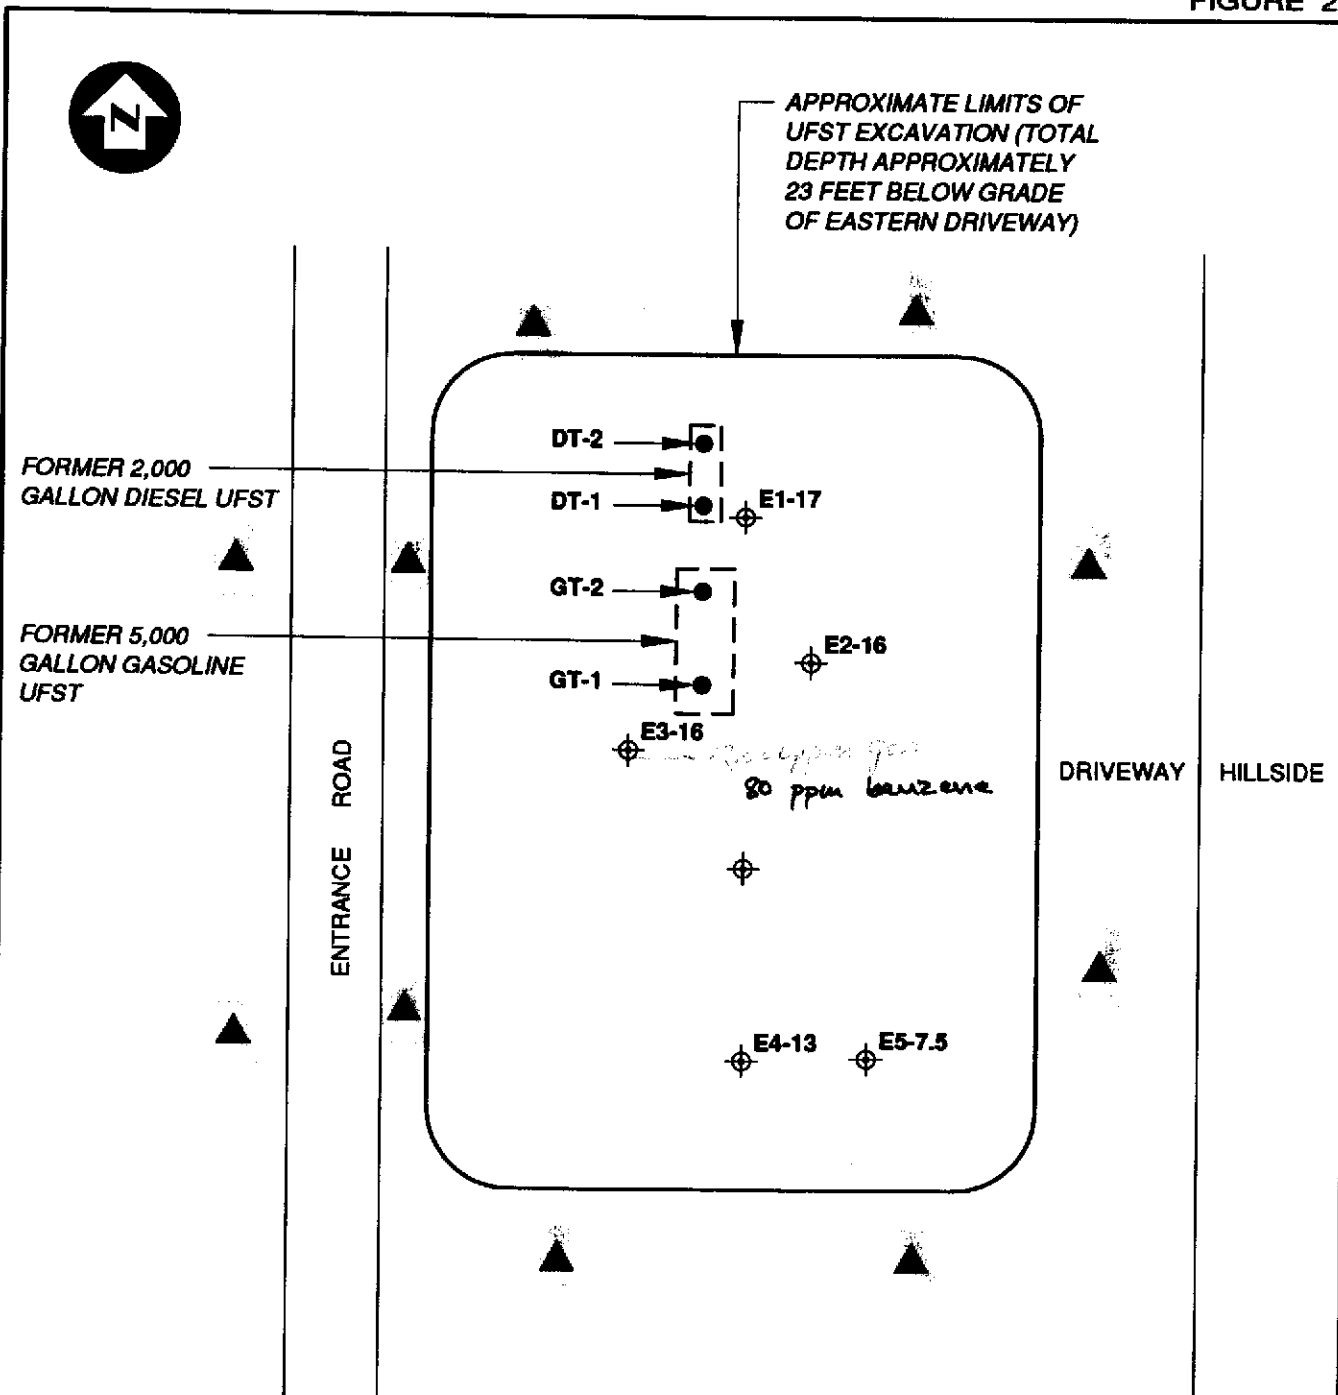 FIGURE 2
N
APPROXIMATE LIMITS OF
UFST EXCAVATION (TOTAL
DEPTH APPROXIMATELY
23 FEET BELOW GRADE
OF EASTERN DRIVEWAY)
DT-2
FORMER 2,000
GALLON DIESEL UFST
DT-1
E1-17
GT-2
FORMER 5,000
GALLON GASOLINE
UFST
E2-16
GT-1
E3-16
80 ppm benzene
DRIVEWAY
HILLSIDE
ENTRANCE ROAD
E4-13
E5-7.5